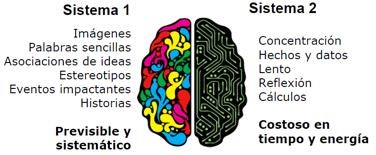 Sistema 1
Imágenes
Palabras sencillas
Asociaciones de ideas
Estereotipos
Eventos impactantes
Historias
Previsible y
sistemático
Sistema 2
Concentración
Hechos y datos
Lento
Reflexión
Cálculos
Costoso en
tiempo y energía